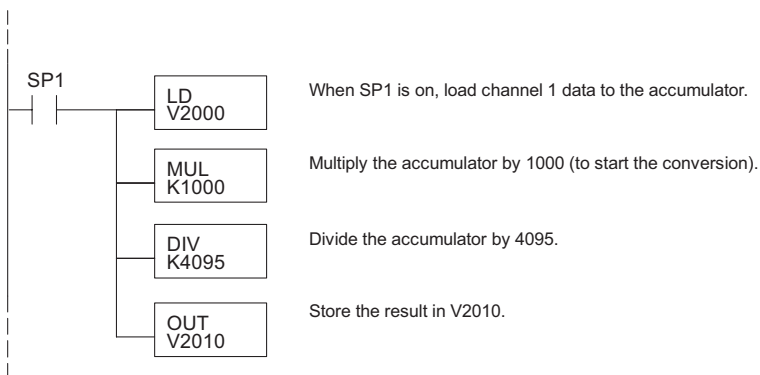 SP1
LD
V2000
When SP1 is on, load channel 1 data to the accumulator.
MUL
K1000
Multiply the accumulator by 1000 (to start the conversion).
DIV
K4095
Divide the accumulator by 4095.
OUT
V2010
Store the result in V2010.